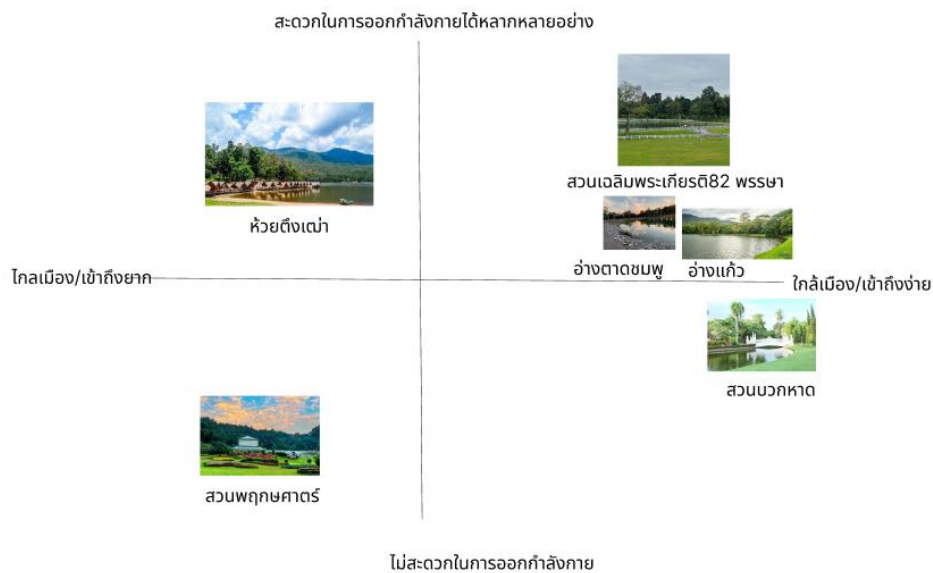 สะดวกในการออกกำลังกายได้หลากหลายอย่าง
สวนเฉลิมพระเกียรติ82 พรรษา
ห้วยตึงเฒ่า
อ่างตาดชมพู
อ่างแก้ว
ไกลเมือง/เข้าถึงยาก
ใกล้เมือง/เข้าถึงง่าย
สวนบวกหาด
สวนพฤกษศาตร์
ไม่สะดวกในการออกกำลังกาย